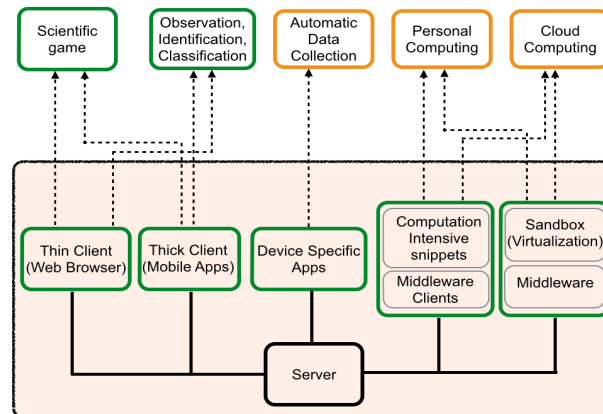 Scientific
game
Observation,
Identification,
Classification
Automatic
Data
Collection
Personal
Computing
Cloud
Computing
Thin Client
(Web Browser)
Thick Client
(Mobile Apps)
Device Specific
Apps
Computation
Intensive
snippets
Middleware
Clients
Sandbox
(Virtualization)
Middleware
Server